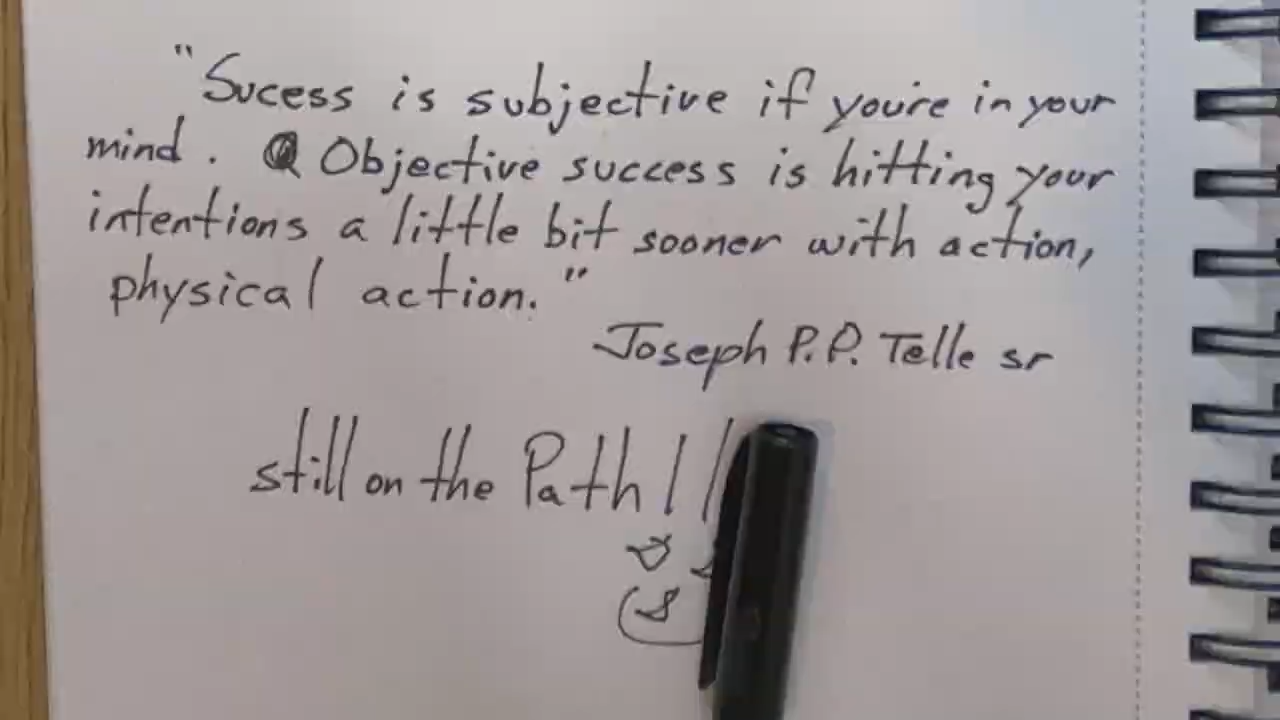 "Sucess is subjective if you're in your
mind. Objective success is hitting your
intentions a little bit sooner with action,
physical action."
Joseph P.P. Telle sr
still on the Path !!